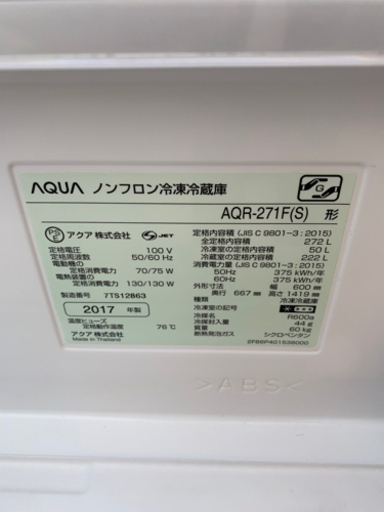 AQUA ノンフロン冷凍冷蔵庫
G
AQR-271F(S) 形
アクア株式会社 JET
定格電圧 100 V
定格周波数 50/60 Hz
電動機の
定格消費電力 70/75 W
電熱装置の
定格消費電力 130/130 W
製造番号 7TS12863
2017 年製
温度ヒューズ
定格動作温度 76℃
アクア株式会社
Made in Thailand
定格内容積 (JIS C 9801-3:2015)
全定格内容積 272 L
冷凍室の定格内容積 50 L
冷蔵室の定格内容積 222 L
消費電力量 (JIS C 9801-3:2015)
50Hz 375 kWh/年
60Hz 375 kWh/年
外形寸法 幅 600 mm
奥行 667 mm 高さ 1419 mm
種類 冷凍冷蔵庫
冷凍室の記号
冷媒名 R600a
冷媒封入量 44 g
質量 60 kg
断熱発泡ガス シクロペンタン
>ABS<